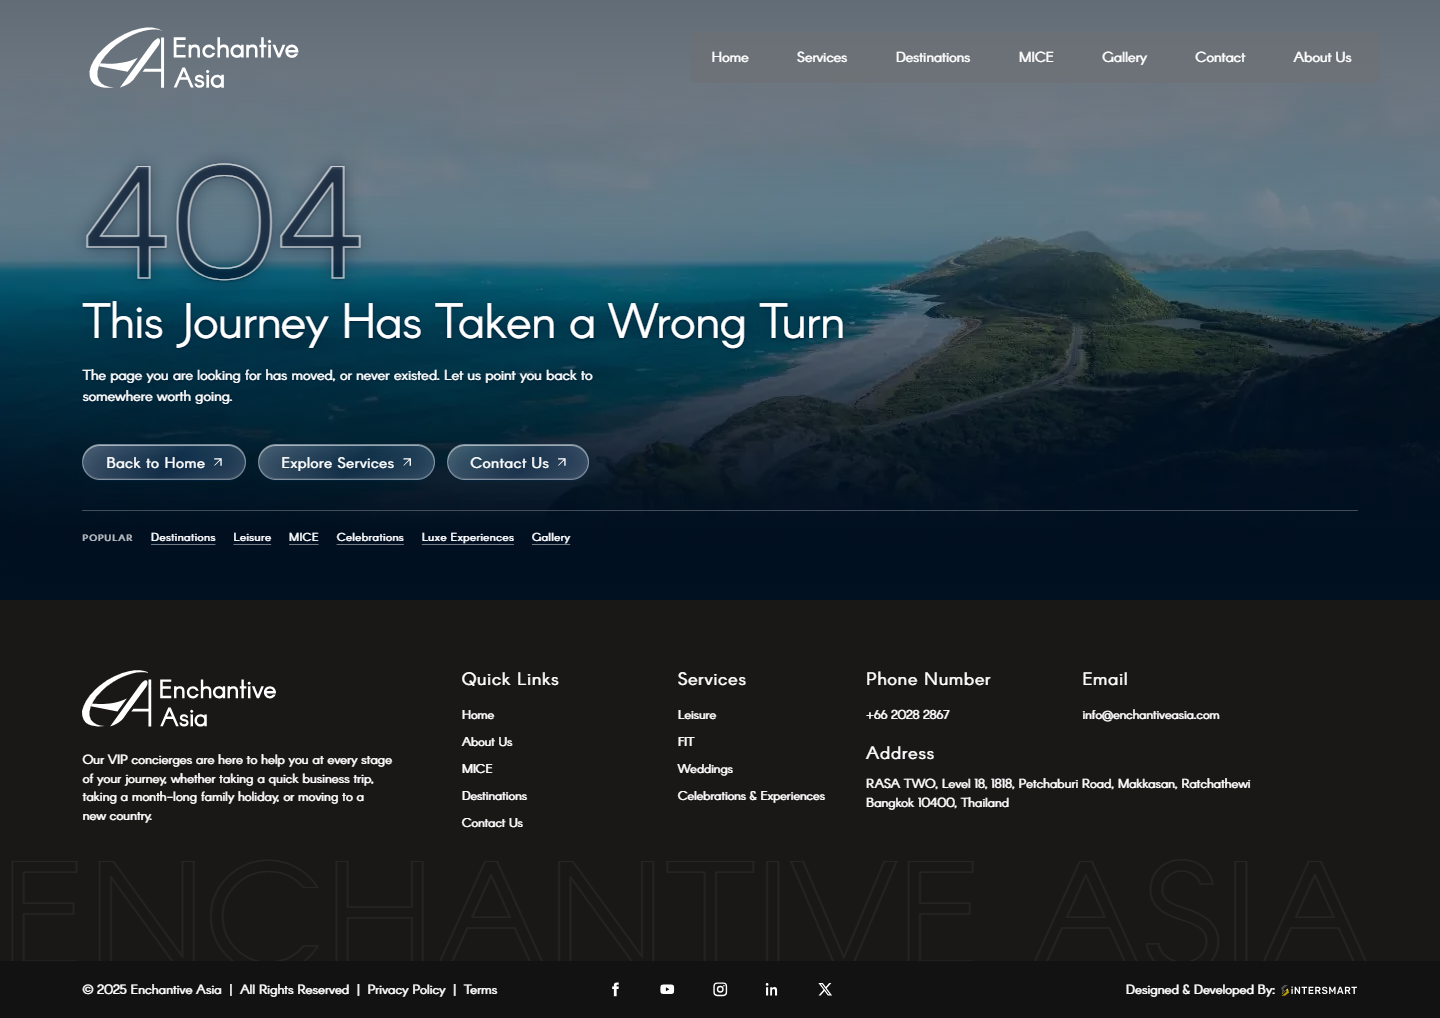 Enchantive
Asia
Home Services Destinations MICE Gallery Contact About Us
404
This Journey Has Taken a Wrong Turn
The page you are looking for has moved, or never existed. Let us point you back to
somewhere worth going.
Back to Home Explore Services Contact Us
POPULAR Destinations Leisure MICE Celebrations Luxe Experiences Gallery
Enchantive
Asia
Our VIP concierges are here to help you at every stage
of your journey, whether taking a quick business trip,
taking a month-long family holiday, or moving to a
new country.
Quick Links
Home
About Us
MICE
Destinations
Contact Us
Services
Leisure
FIT
Weddings
Celebrations & Experiences
Phone Number
+66 2028 2867
Email
info@enchantiveasia.com
Address
RASA TWO, Level 18, 1818, Petchaburi Road, Makkasan, Ratchathewi
Bangkok 10400, Thailand
ENCHANTIVE ASIA
© 2025 Enchantive Asia | All Rights Reserved | Privacy Policy | Terms
Designed & Developed By: iNTERSMART